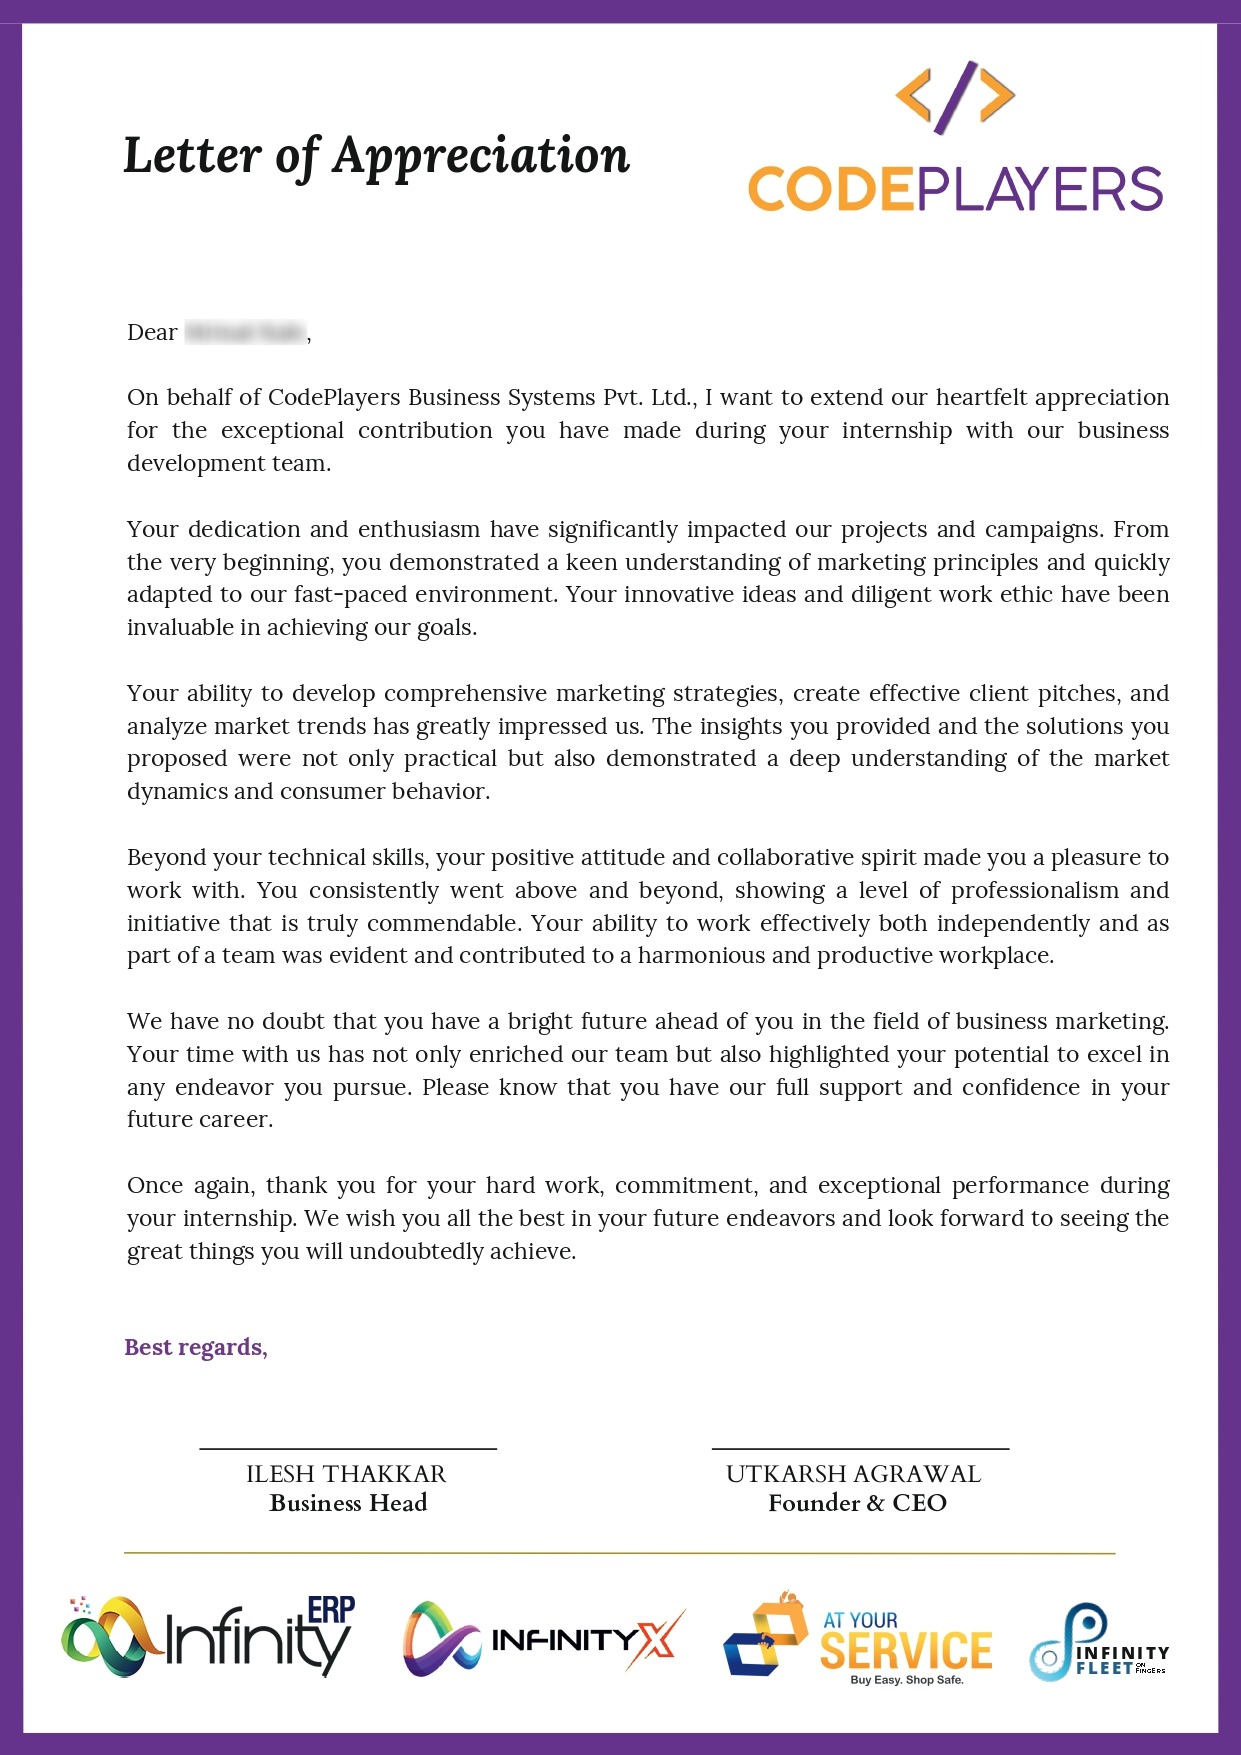 </>
CODEPLAYERS
Letter of Appreciation
Dear ,
On behalf of CodePlayers Business Systems Pvt. Ltd., I want to extend our heartfelt appreciation
for the exceptional contribution you have made during your internship with our business
development team.
Your dedication and enthusiasm have significantly impacted our projects and campaigns. From
the very beginning, you demonstrated a keen understanding of marketing principles and quickly
adapted to our fast-paced environment. Your innovative ideas and diligent work ethic have been
invaluable in achieving our goals.
Your ability to develop comprehensive marketing strategies, create effective client pitches, and
analyze market trends has greatly impressed us. The insights you provided and the solutions you
proposed were not only practical but also demonstrated a deep understanding of the market
dynamics and consumer behavior.
Beyond your technical skills, your positive attitude and collaborative spirit made you a pleasure to
work with. You consistently went above and beyond, showing a level of professionalism and
initiative that is truly commendable. Your ability to work effectively both independently and as
part of a team was evident and contributed to a harmonious and productive workplace.
We have no doubt that you have a bright future ahead of you in the field of business marketing.
Your time with us has not only enriched our team but also highlighted your potential to excel in
any endeavor you pursue. Please know that you have our full support and confidence in your
future career.
Once again, thank you for your hard work, commitment, and exceptional performance during
your internship. We wish you all the best in your future endeavors and look forward to seeing the
great things you will undoubtedly achieve.
Best regards,
ILESH THAKKAR
Business Head
UTKARSH AGRAWAL
Founder & CEO
Infinity ERP
INFINITYX
AT YOUR
SERVICE
Buy Easy. Shop Safe.
INFINITY
FLEET ON FINGERS